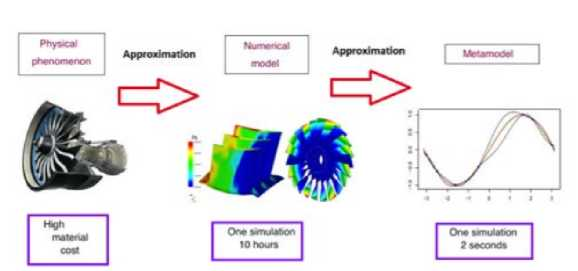 Physical
phenomenon
Approximation
Numerical
model
Approximation
Metamodel
High
material
cost
One simulation
10 hours
One simulation
2 seconds